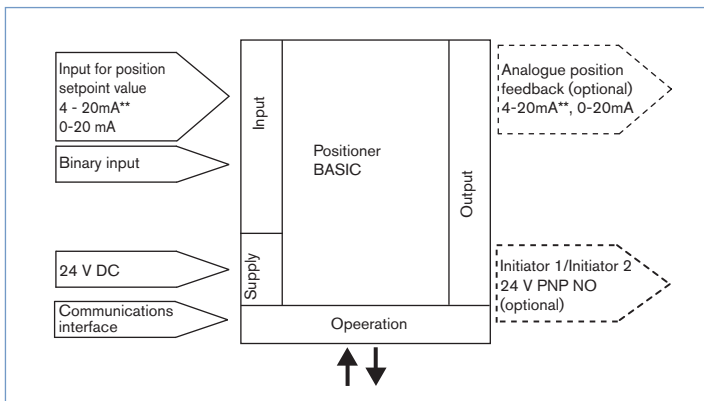 Input for position
setpoint value
4 - 20mA**
0-20 mA
Binary input
24 V DC
Communications
interface
Input
Supply
Positioner
BASIC
Output
Opeeration
Analogue position
feedback (optional)
4-20mA**, 0-20mA
Initiator 1/Initiator 2
24 V PNP NO
(optional)